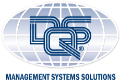 DQS
MANAGEMENT SYSTEMS SOLUTIONS